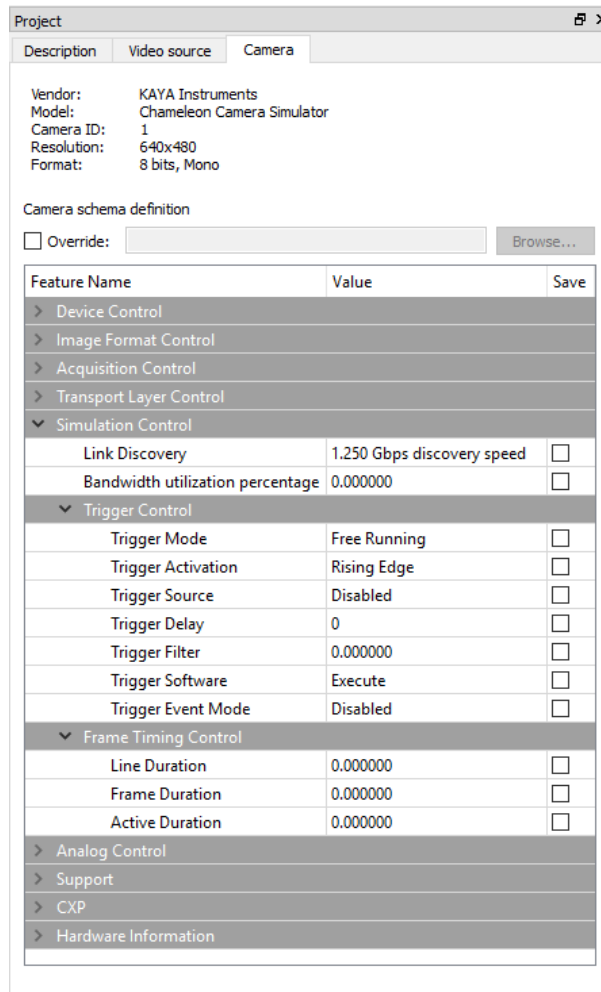 Project
Description Video source Camera
Vendor: KAYA Instruments
Model: Chameleon Camera Simulator
Camera ID: 1
Resolution: 640x480
Format: 8 bits, Mono
Camera schema definition
Override: Browse...
Feature Name Value Save
Device Control
Image Format Control
Acquisition Control
Transport Layer Control
Simulation Control
Link Discovery 1.250 Gbps discovery speed
Bandwidth utilization percentage 0.000000
Trigger Control
Trigger Mode Free Running
Trigger Activation Rising Edge
Trigger Source Disabled
Trigger Delay 0
Trigger Filter 0.000000
Trigger Software Execute
Trigger Event Mode Disabled
Frame Timing Control
Line Duration 0.000000
Frame Duration 0.000000
Active Duration 0.000000
Analog Control
Support
CXP
Hardware Information